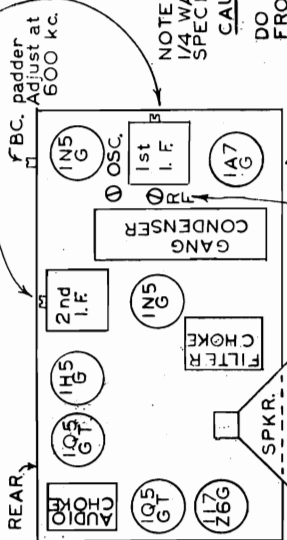 REAR
BC. padder
Adjust at
600 kc.
NOTE
1/4 WA
SPECI
CAU
DO
FRO
AUDIO
CHOKE
1Q5
GT
1H5
G
2nd
I.F.
1N5
G
OSC.
1st
I.F.
RF
1A7
G
GANG
CONDENSER
1N5
G
FILTER
CHOKE
1Q5
GT
117
Z6G
SPKR.